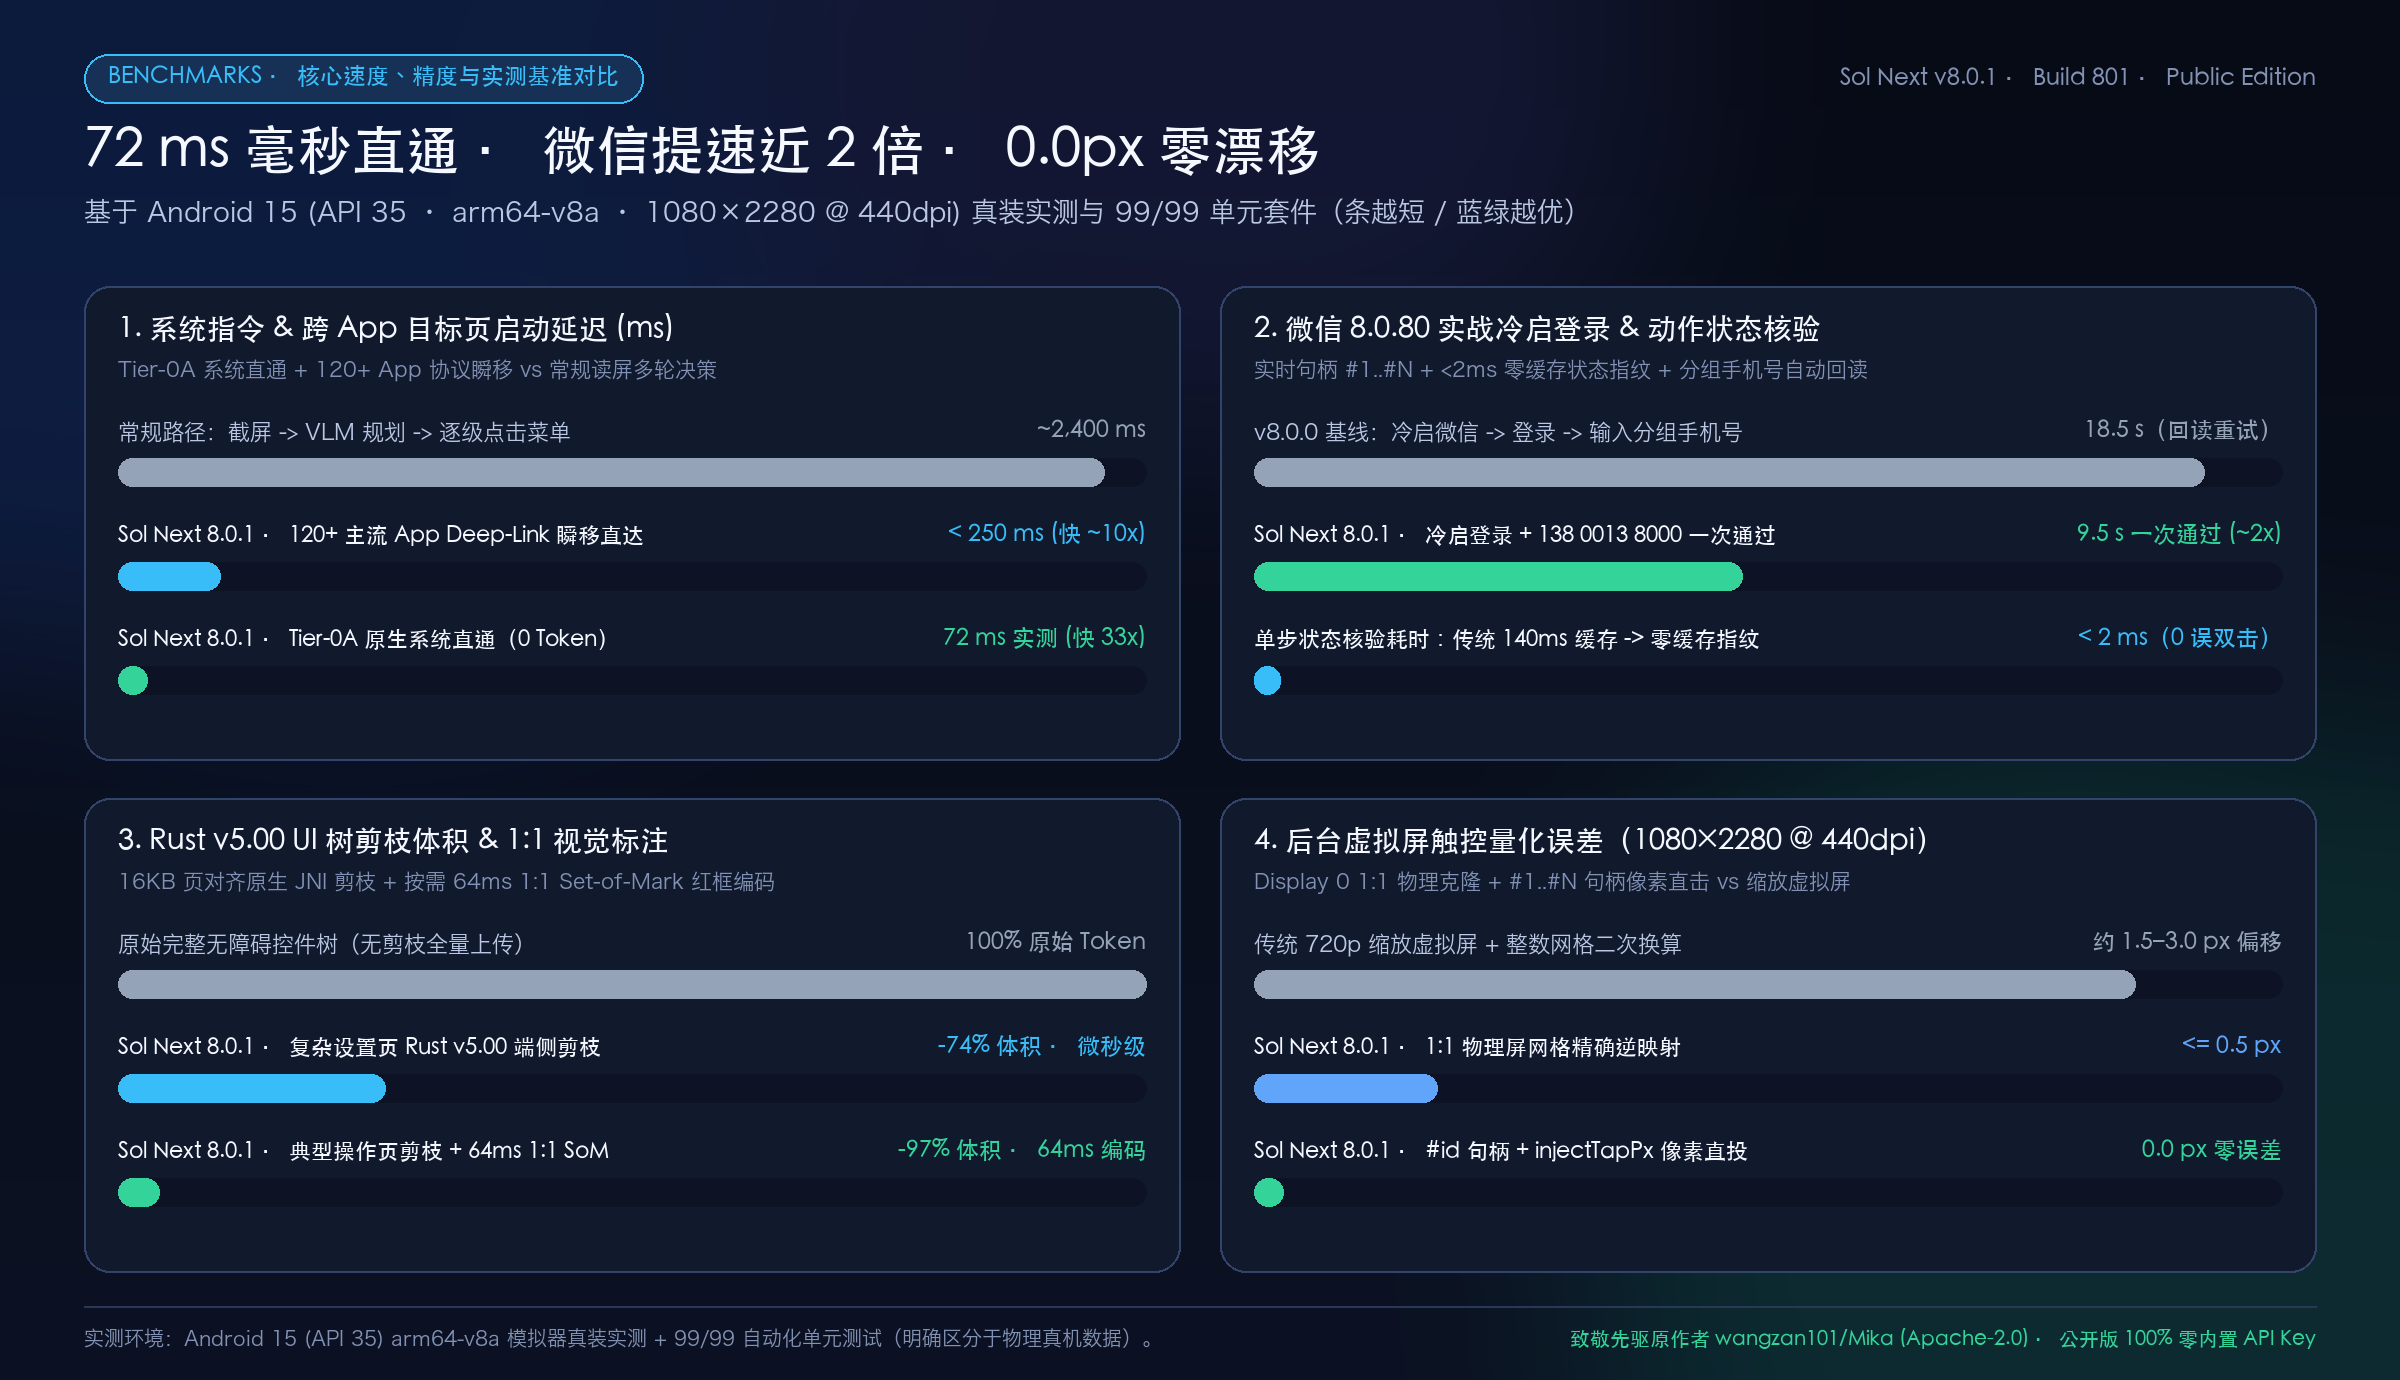 BENCHMARKS · 核心速度、精度与实测基准对比
Sol Next v8.0.1 · Build 801 · Public Edition
72 ms 毫秒直通 · 微信提速近 2 倍 · 0.0px 零漂移
基于 Android 15 (API 35 · arm64-v8a · 1080×2280 @ 440dpi) 真装实测与 99/99 单元套件（条越短 / 蓝绿越优）
1. 系统指令 & 跨 App 目标页启动延迟 (ms)
Tier-0A 系统直通 + 120+ App 协议瞬移 vs 常规读屏多轮决策
常规路径：截屏 -> VLM 规划 -> 逐级点击菜单
~2,400 ms
Sol Next 8.0.1 · 120+ 主流 App Deep-Link 瞬移直达
< 250 ms (快 ~10x)
Sol Next 8.0.1 · Tier-0A 原生系统直通（0 Token）
72 ms 实测 (快 33x)
2. 微信 8.0.80 实战冷启登录 & 动作状态核验
实时句柄 #1..#N + <2ms 零缓存状态指纹 + 分组手机号自动回读
v8.0.0 基线：冷启微信 -> 登录 -> 输入分组手机号
18.5 s（回读重试）
Sol Next 8.0.1 · 冷启登录 + 138 0013 8000 一次通过
9.5 s 一次通过 (~2x)
单步状态核验耗时：传统 140ms 缓存 -> 零缓存指纹
< 2 ms（0 误双击）
3. Rust v5.00 UI 树剪枝体积 & 1:1 视觉标注
16KB 页对齐原生 JNI 剪枝 + 按需 64ms 1:1 Set-of-Mark 红框编码
原始完整无障碍控件树（无剪枝全量上传）
100% 原始 Token
Sol Next 8.0.1 · 复杂设置页 Rust v5.00 端侧剪枝
-74% 体积 · 微秒级
Sol Next 8.0.1 · 典型操作页剪枝 + 64ms 1:1 SoM
-97% 体积 · 64ms 编码
4. 后台虚拟屏触控量化误差（1080×2280 @ 440dpi）
Display 0 1:1 物理克隆 + #1..#N 句柄像素直击 vs 缩放虚拟屏
传统 720p 缩放虚拟屏 + 整数网格二次换算
约 1.5–3.0 px 偏移
Sol Next 8.0.1 · 1:1 物理屏网格精确逆映射
<= 0.5 px
Sol Next 8.0.1 · #id 句柄 + injectTapPx 像素直投
0.0 px 零误差
实测环境：Android 15 (API 35) arm64-v8a 模拟器真装实测 + 99/99 自动化单元测试（明确区分于物理真机数据）。
致敬先驱原作者 wangzan101/Mika (Apache-2.0) · 公开版 100% 零内置 API Key